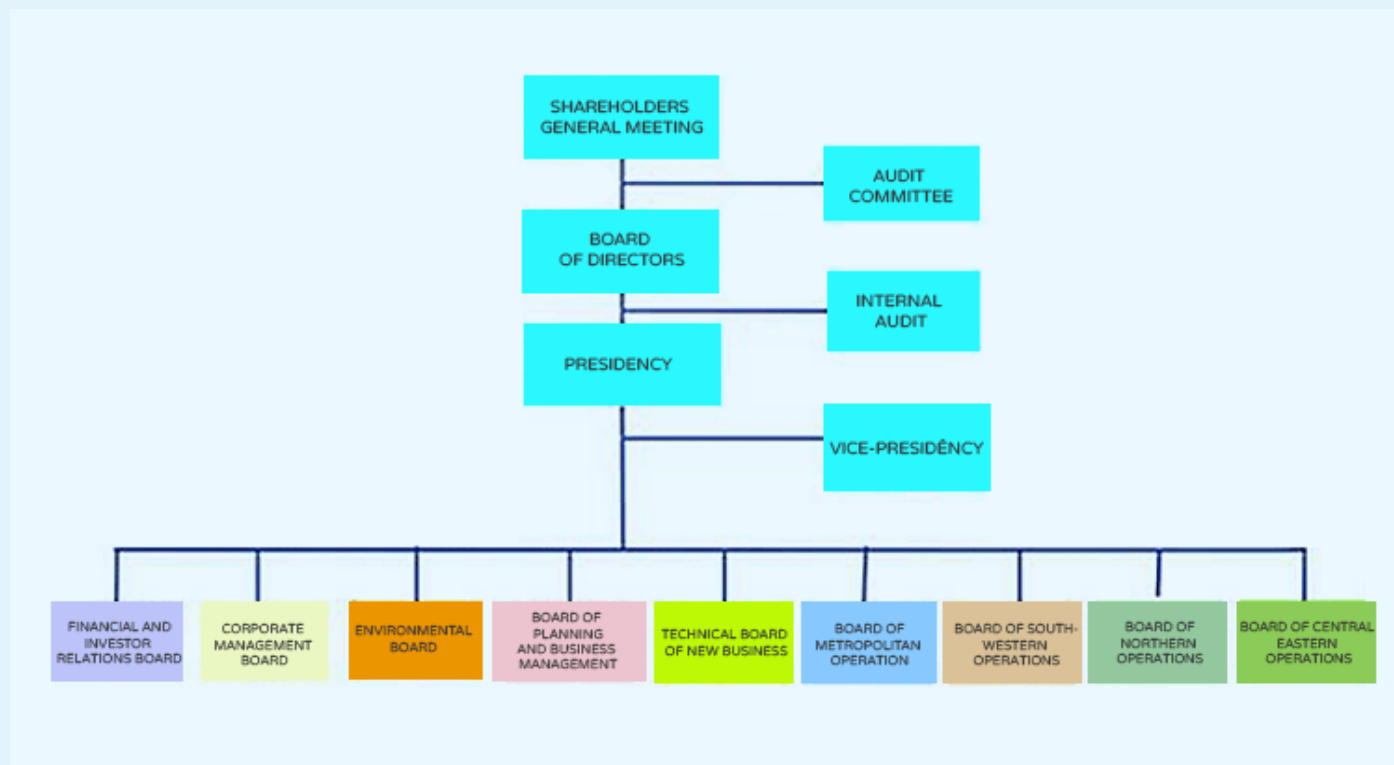 SHAREHOLDERS
GENERAL MEETING
AUDIT
COMMITTEE
BOARD
OF DIRECTORS
INTERNAL
AUDIT
PRESIDENCY
VICE-PRESIDÊNCY
FINANCIAL AND
INVESTOR
RELATIONS BOARD
CORPORATE
MANAGEMENT
BOARD
ENVIRONMENTAL
BOARD
BOARD OF
PLANNING
AND BUSINESS
MANAGEMENT
TECHNICAL BOARD
OF NEW BUSINESS
BOARD OF
METROPOLITAN
OPERATION
BOARD OF SOUTH-
WESTERN
OPERATIONS
BOARD OF
NORTHERN
OPERATIONS
BOARD OF CENTRAL
EASTERN
OPERATIONS